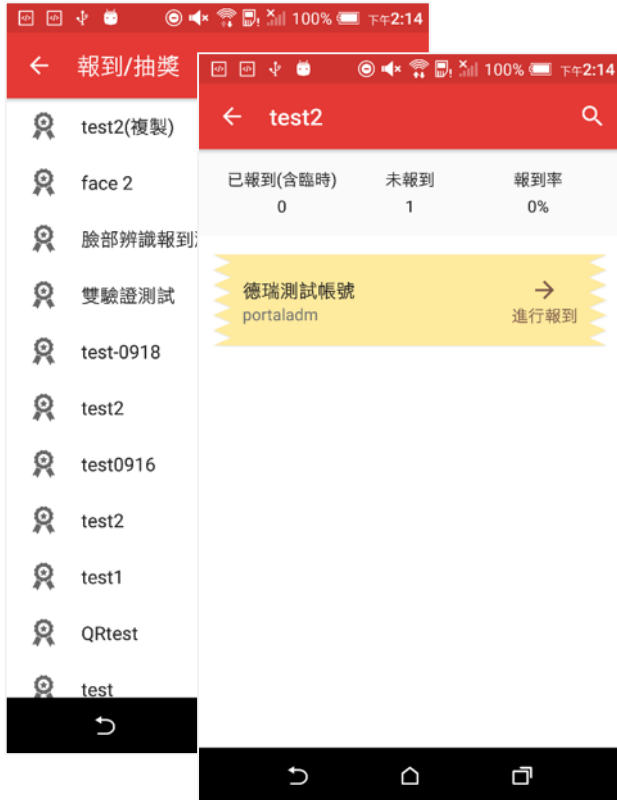 100% 下午2:14
報到/抽獎
test2(複製)
face 2
臉部辨識報到
雙驗證測試
test-0918
test2
test0916
test2
test1
QRtest
test
100% 下午2:14
test2
已報到(含臨時) 未報到 報到率
0 1 0%
德瑞測試帳號
portaladm
進行報到